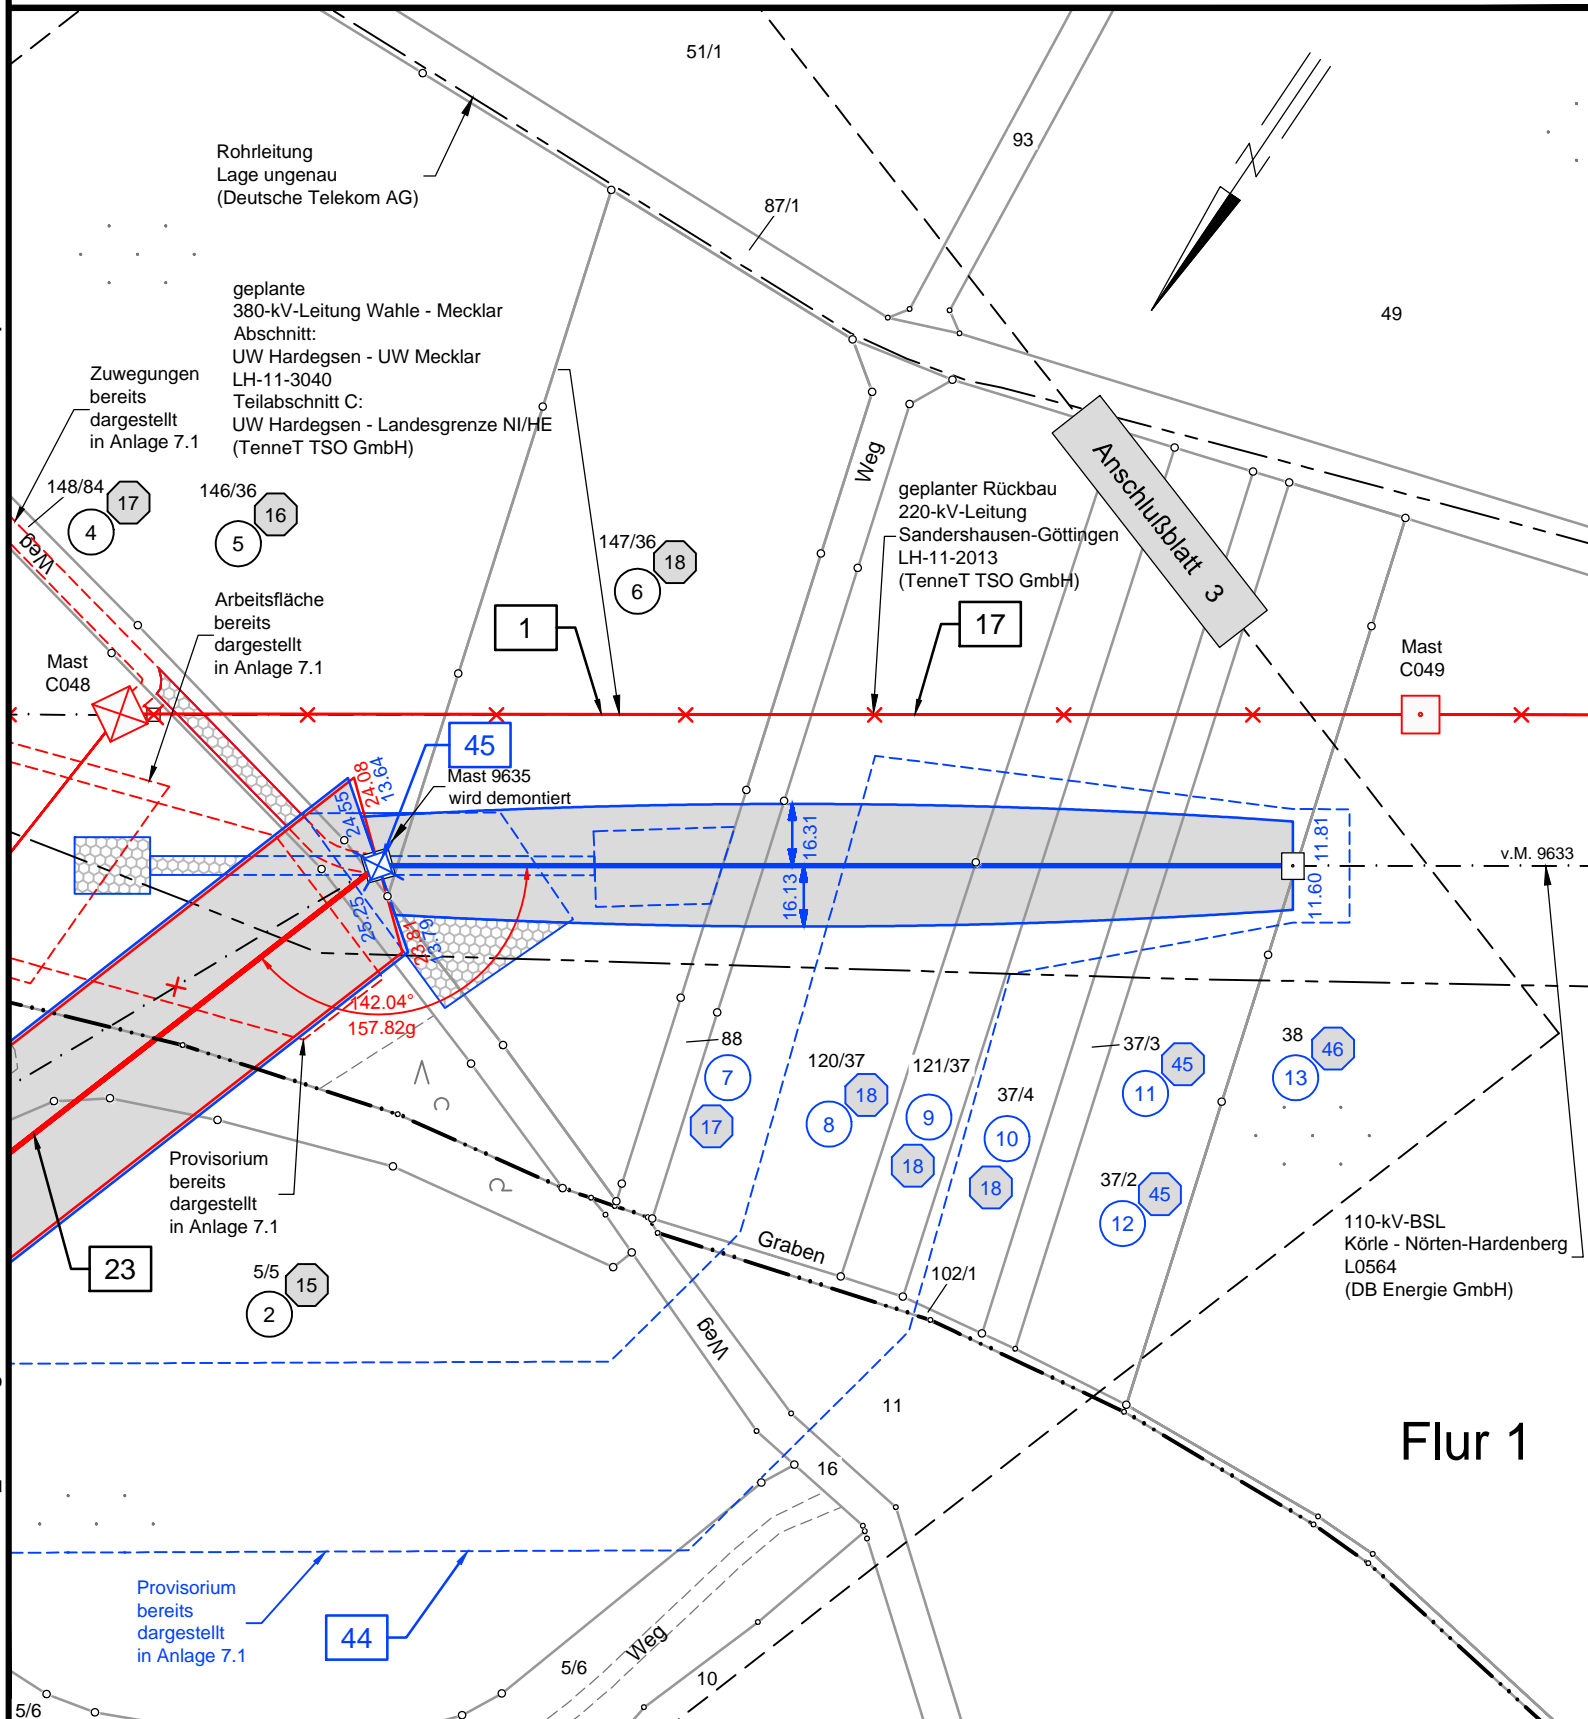 51/1
93
Rohrleitung
Lage ungenau
(Deutsche Telekom AG)
87/1
N
49
geplante
380-kV-Leitung Wahle - Mecklar
Abschnitt:
UW Hardegsen - UW Mecklar
LH-11-3040
Teilabschnitt C:
UW Hardegsen - Landesgrenze NI/HE
(TenneT TSO GmbH)
Zuwegungen
bereits
dargestellt
in Anlage 7.1
148/84
17
4
146/36
16
5
Weg
147/36
18
6
Weg
geplanter Rückbau
220-kV-Leitung
Sandershausen-Göttingen
LH-11-2013
(TenneT TSO GmbH)
Anschlußblatt 3
Arbeitsfläche
bereits
dargestellt
in Anlage 7.1
1
17
Mast
C048
Mast
C049
45
Mast 9635
wird demontiert
24.55
24.08
13.64
16.31
16.13
11.81
11.60
v.M. 9633
25.25
23.81
13.79
142.04°
157.82g
88
7
17
120/37
18
8
121/37
9
18
37/4
10
18
37/3
45
11
38
46
13
37/2
45
12
Provisorium
bereits
dargestellt
in Anlage 7.1
23
5/5
15
2
Graben
102/1
110-kV-BSL
Körle - Nörten-Hardenberg
L0564
(DB Energie GmbH)
Weg
11
Flur 1
16
Provisorium
bereits
dargestellt
in Anlage 7.1
44
Weg
5/6
10
5/6